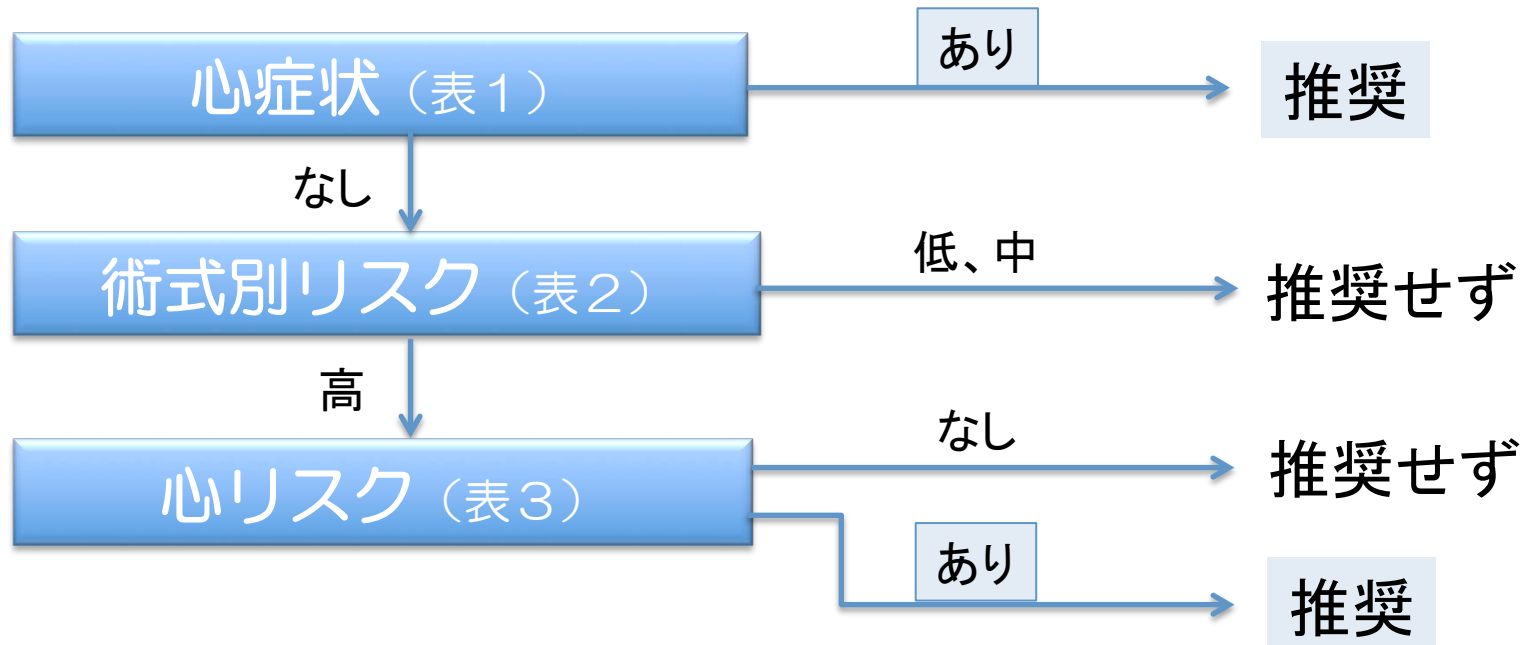 心症状（表１）
あり
推奨
なし
術式別リスク（表２）
低、中
推奨せず
高
心リスク（表３）
なし
推奨せず
あり
推奨